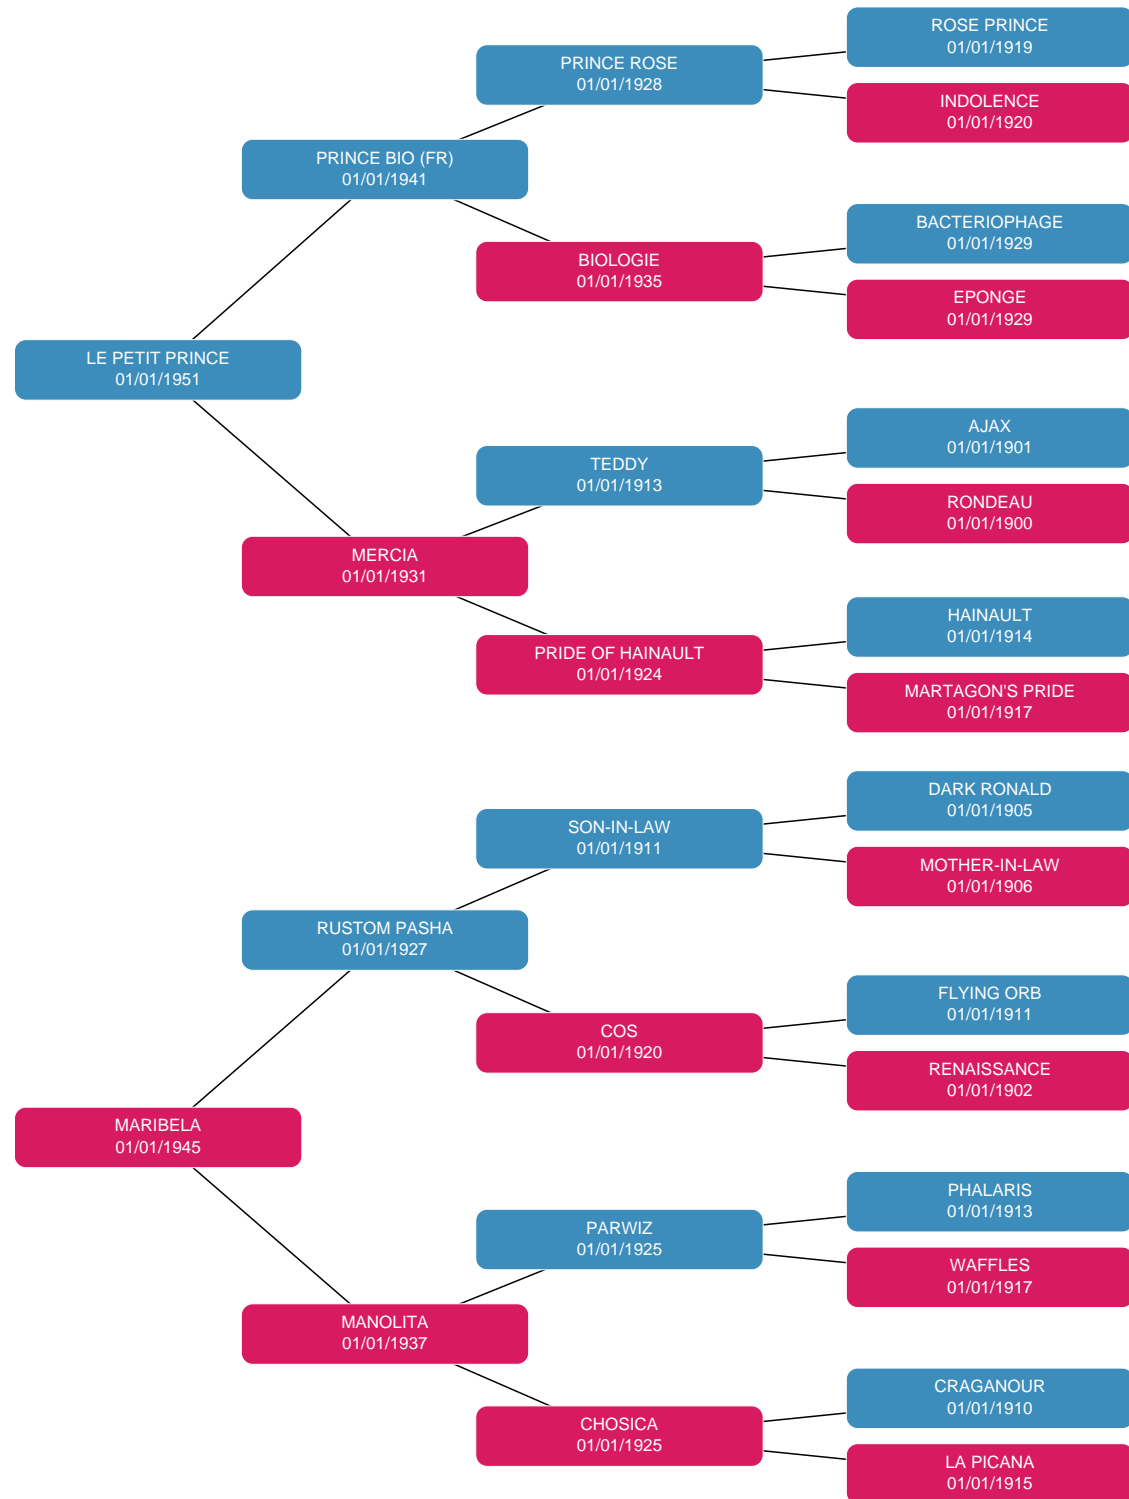 ROSE PRINCE
01/01/1919
PRINCE ROSE
01/01/1928
INDOLENCE
01/01/1920
PRINCE BIO (FR)
01/01/1941
BACTERIOPHAGE
01/01/1929
BIOLOGIE
01/01/1935
EPONGE
01/01/1929
LE PETIT PRINCE
01/01/1951
AJAX
01/01/1901
TEDDY
01/01/1913
RONDEAU
01/01/1900
MERCIA
01/01/1931
HAINAULT
01/01/1914
PRIDE OF HAINAULT
01/01/1924
MARTAGON'S PRIDE
01/01/1917
DARK RONALD
01/01/1905
SON-IN-LAW
01/01/1911
MOTHER-IN-LAW
01/01/1906
RUSTOM PASHA
01/01/1927
FLYING ORB
01/01/1911
COS
01/01/1920
RENAISSANCE
01/01/1902
MARIBELA
01/01/1945
PHALARIS
01/01/1913
PARWIZ
01/01/1925
WAFFLES
01/01/1917
MANOLITA
01/01/1937
CRAGANOUR
01/01/1910
CHOSICA
01/01/1925
LA PICANA
01/01/1915